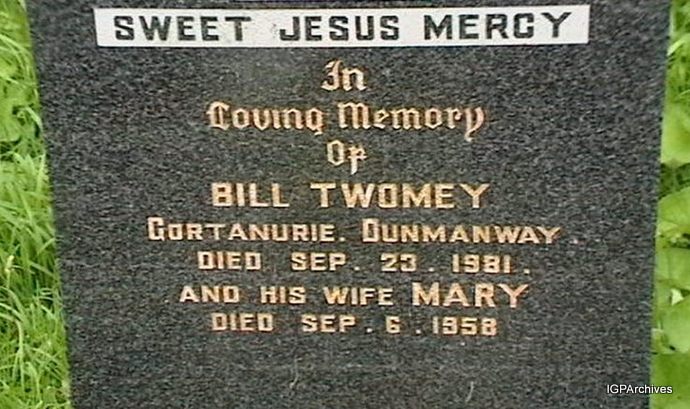 SWEET JESUS MERCY
In
Loving Memory
Of
BILL TWOMEY
GORTANURIE. DUNMANWAY.
DIED SEP. 23. 1981.
AND HIS WIFE MARY
DIED SEP. 6. 1958
IGPArchives